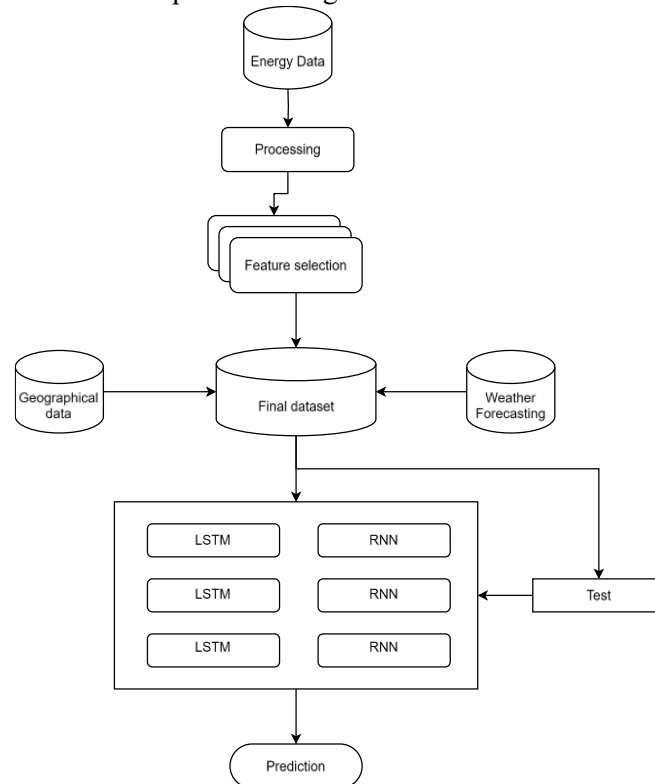 Energy Data
Processing
Feature selection
Geographical
data
Final dataset
Weather
Forecasting
LSTM
RNN
LSTM
RNN
Test
LSTM
RNN
Prediction